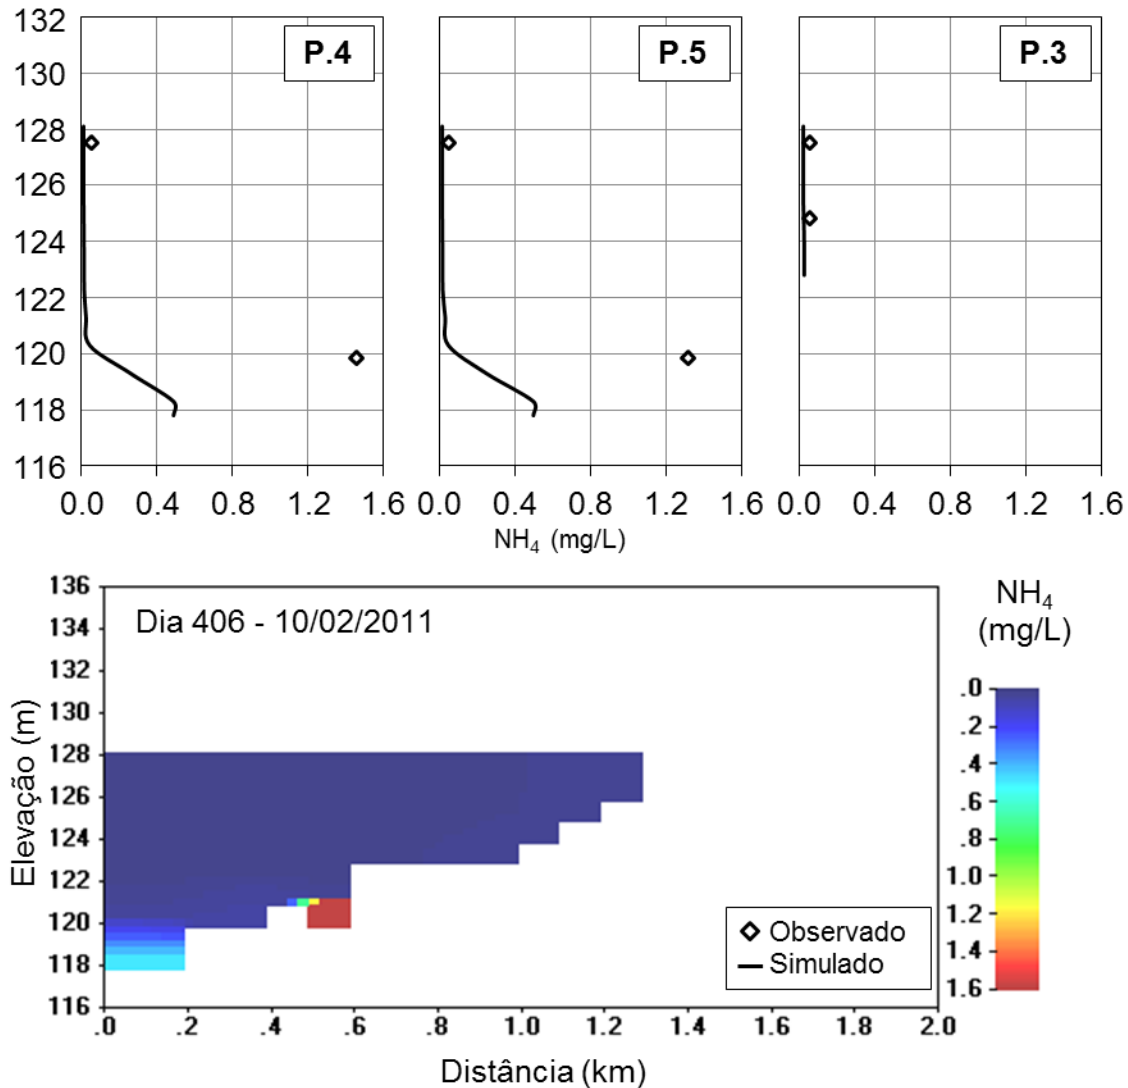 P.4
P.5
P.3
132
130
128
126
124
122
120
118
116
0.0 0.4 0.8 1.2 1.6
0.0 0.4 0.8 1.2 1.6
0.0 0.4 0.8 1.2 1.6
NH₄ (mg/L)
Dia 406 - 10/02/2011
Elevação (m)
136
134
132
130
128
126
124
122
120
118
116
.0 .2 .4 .6 .8 1.0 1.2 1.4 1.6 1.8 2.0
Distância (km)
Observado
Simulado
NH₄
(mg/L)
.0
.2
.4
.6
.8
1.0
1.2
1.4
1.6